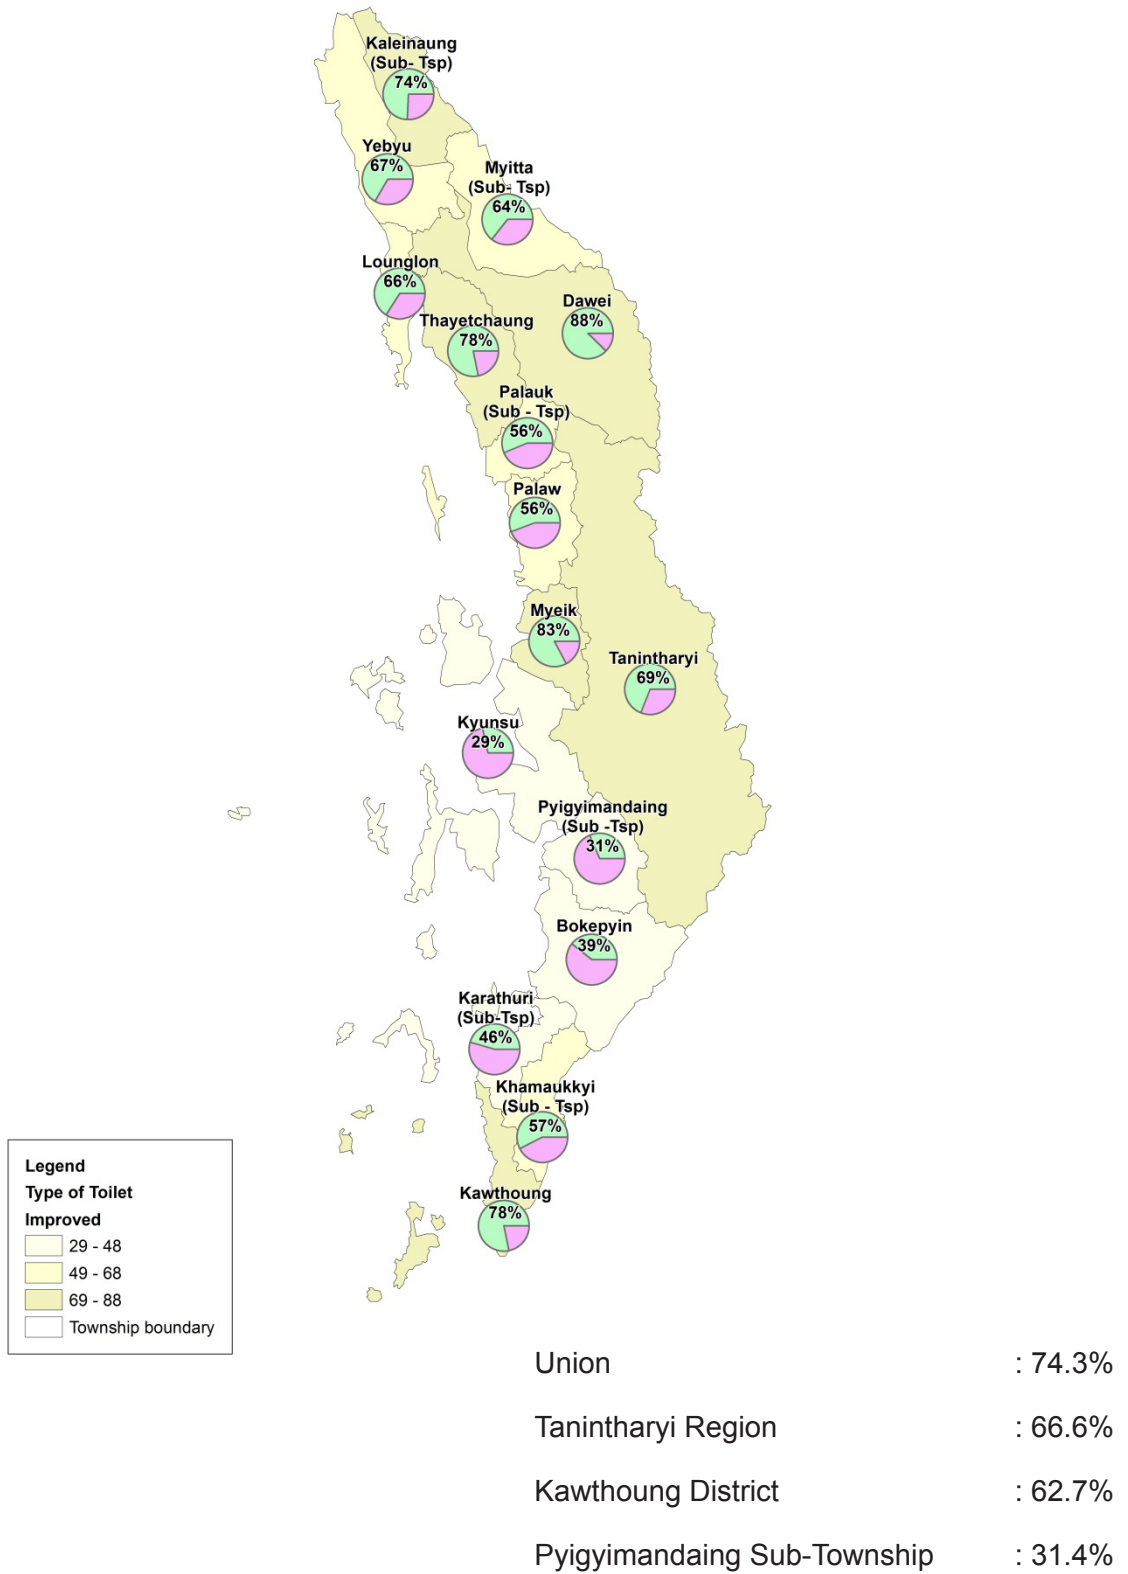 Kaleinaung
(Sub- Tsp)
74%
Yebyu
67%
Myitta
(Sub- Tsp)
64%
Lounglon
66%
Dawei
88%
Thayetchaung
78%
Palauk
(Sub - Tsp)
56%
Palaw
56%
Myeik
83%
Tanintharyi
69%
Kyunsu
29%
Pyigyimandaing
(Sub -Tsp)
31%
Bokepyin
39%
Karathuri
(Sub-Tsp)
46%
Khamaukkyi
(Sub - Tsp)
57%
Kawthoung
78%
Legend
Type of Toilet
Improved
29 - 48
49 - 68
69 - 88
Township boundary
Union : 74.3%
Tanintharyi Region : 66.6%
Kawthoung District : 62.7%
Pyigyimandaing Sub-Township : 31.4%